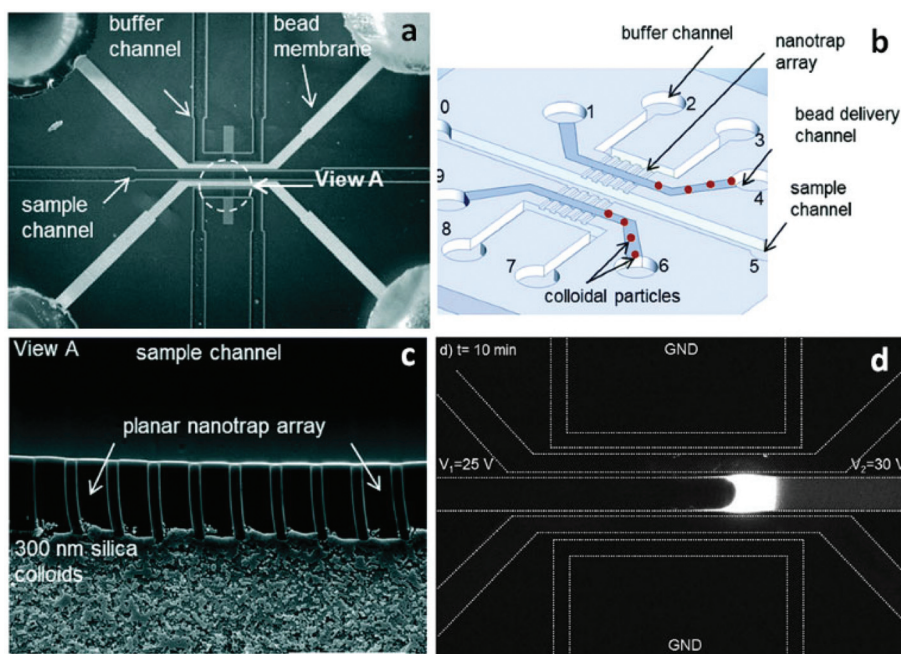 buffer
channel
bead
membrane
a
View A
sample
channel
b
buffer channel
nanotrap
array
bead delivery
channel
sample
channel
0
1
2
3
4
5
6
7
8
9
colloidal particles
View A
sample channel
c
planar nanotrap array
300 nm silica
colloids
d) t= 10 min
GND
d
V1=25 V
V2=30 V
GND